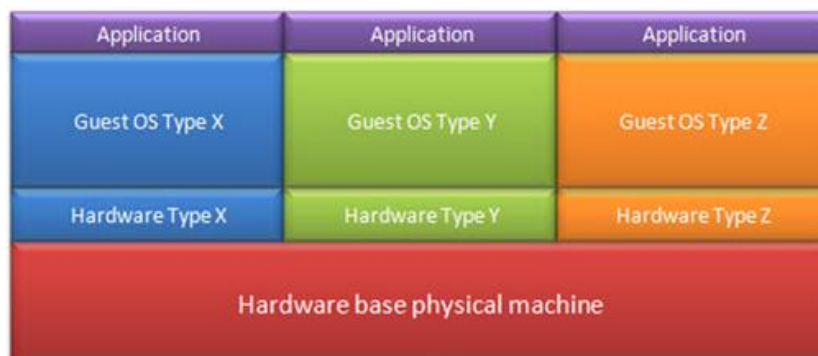 Application
Application
Application
Guest OS Type X
Guest OS Type Y
Guest OS Type Z
Hardware Type X
Hardware Type Y
Hardware Type Z
Hardware base physical machine